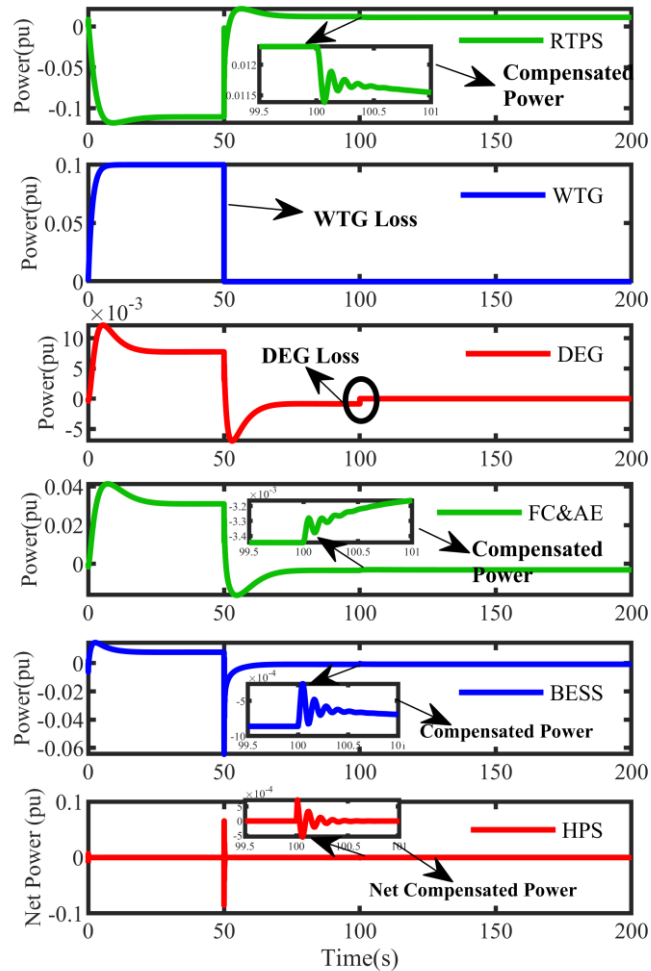 0
-0.05
-0.1
Power(pu)
RTPS
0.0123
0.0115
99.5 100 100.5 101
Compensated
Power
0 50 100 150 200
0.1
0.05
0
Power(pu)
WTG
WTG Loss
0 50 100 150 200
×10⁻³
10
5
0
-5
Power(pu)
DEG
DEG Loss
0 50 100 150 200
0.04
0.02
0
Power(pu)
FC&AE
×10⁻³
-3.2
-3.3
-3.4
99.5 100 100.5 101
Compensated
Power
0 50 100 150 200
0
-0.02
-0.04
-0.06
Power(pu)
BESS
×10⁻⁴
-5
-10
99.5 100 100.5 101
Compensated Power
0 50 100 150 200
0.1
0
-0.1
Net Power (pu)
HPS
×10⁻⁴
5
0
-5
99.5 100 100.5 101
Net Compensated Power
0 50 100 150 200
Time(s)